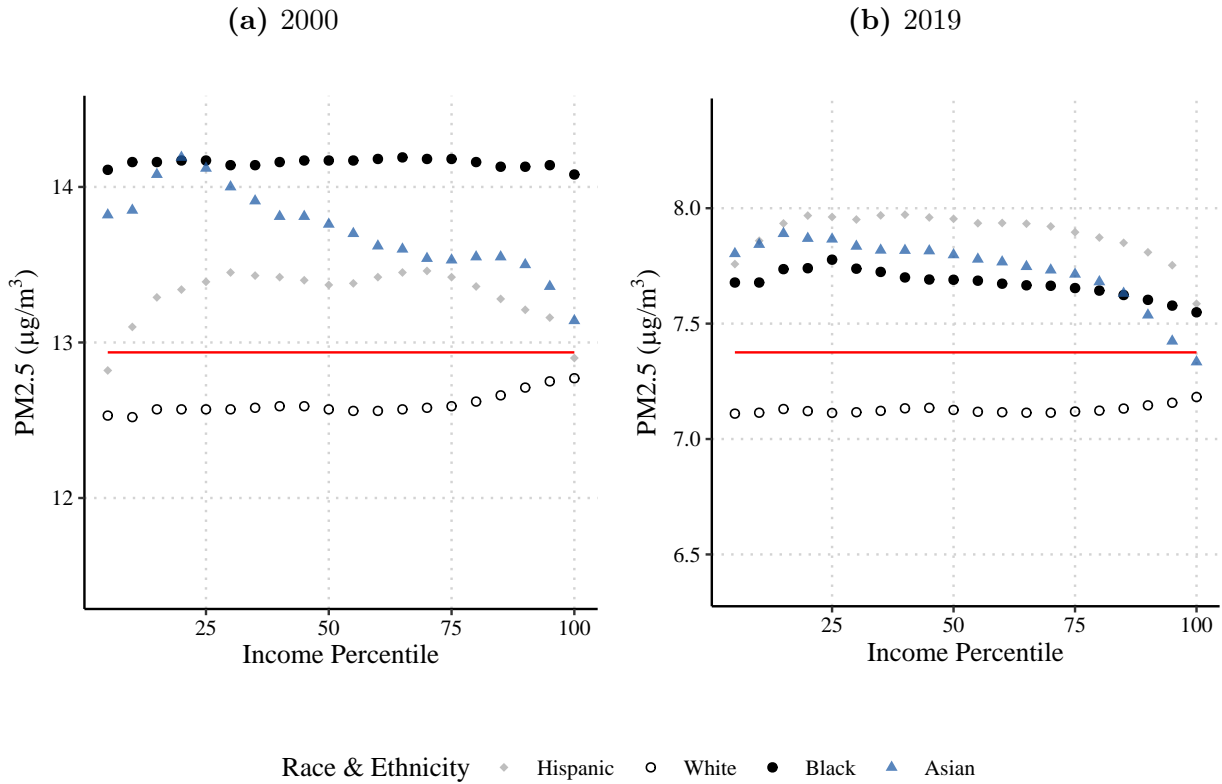 (a) 2000
(b) 2019
PM2.5 (μg/m³)
14
13
12
25
50
75
100
Income Percentile
PM2.5 (μg/m³)
8.0
7.5
7.0
6.5
25
50
75
100
Income Percentile
Race & Ethnicity Hispanic White Black Asian